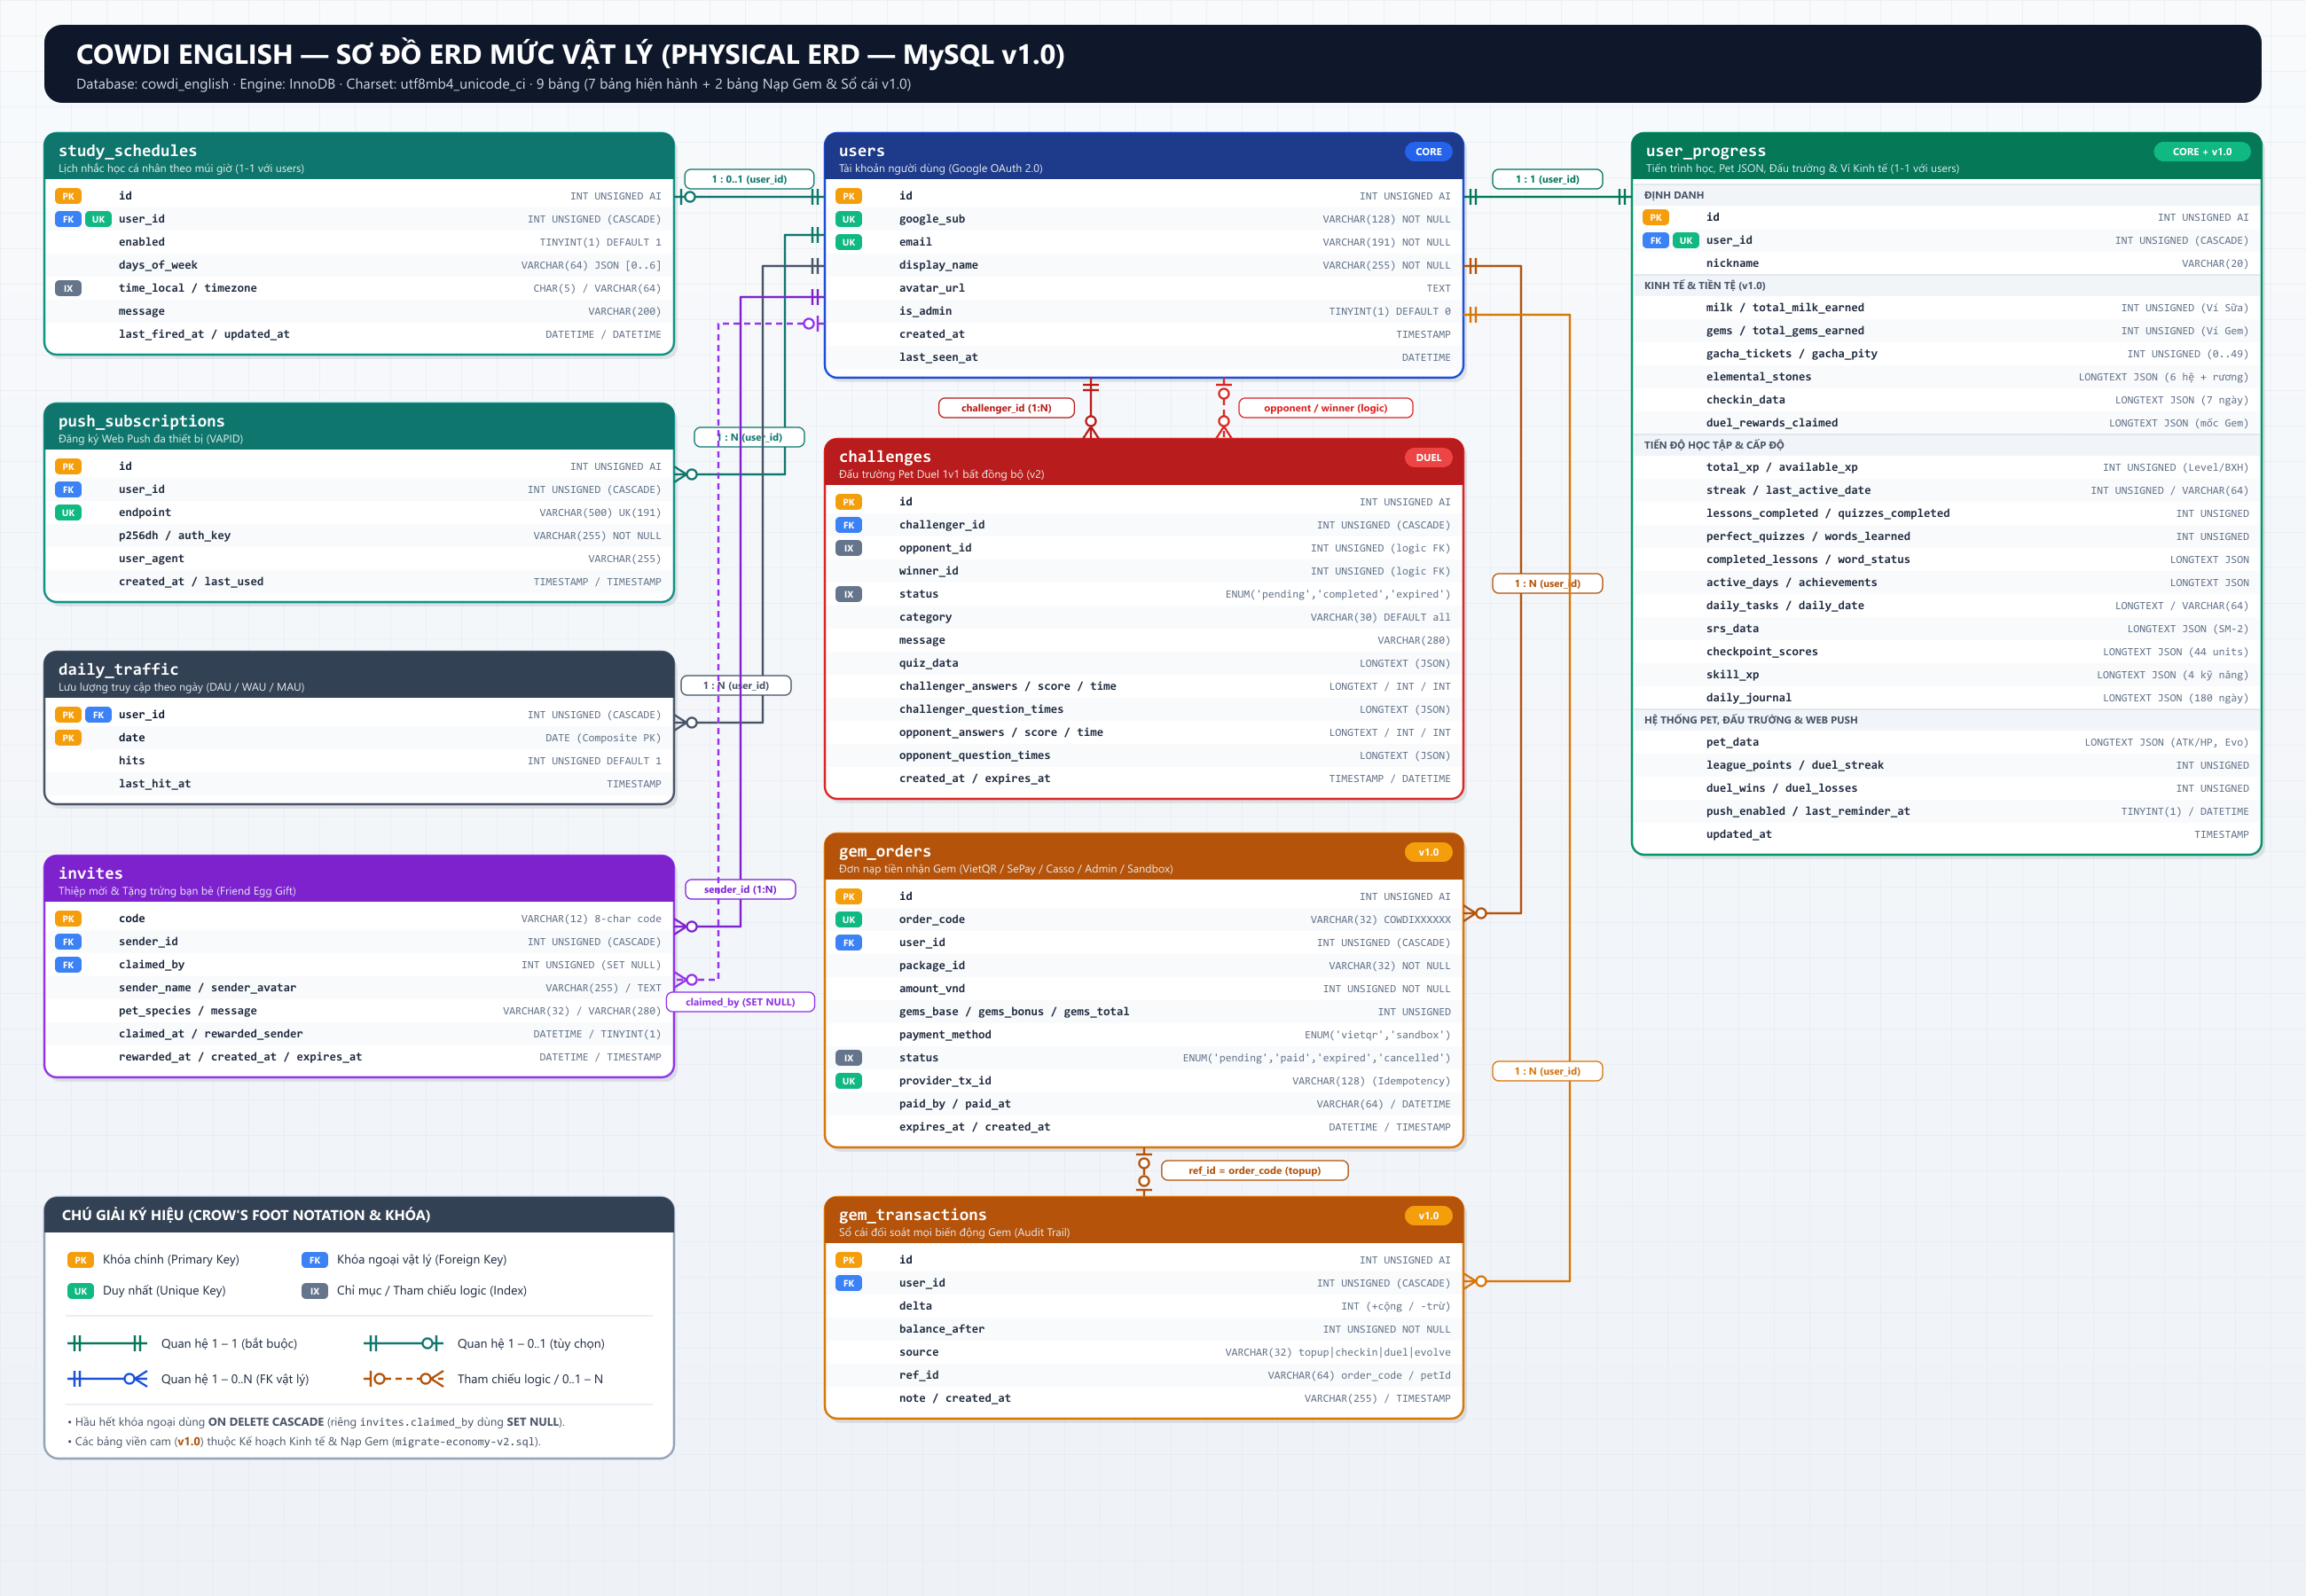 COWDI ENGLISH — SƠ ĐỒ ERD MỨC VẬT LÝ (PHYSICAL ERD — MySQL v1.0)
Database: cowdi_english · Engine: InnoDB · Charset: utf8mb4_unicode_ci · 9 bảng (7 bảng hiện hành + 2 bảng Nạp Gem & Sổ cái v1.0)
study_schedules
Lịch nhắc học cá nhân theo múi giờ (1-1 với users)
PK id INT UNSIGNED AI
FK UK user_id INT UNSIGNED (CASCADE)
enabled TINYINT(1) DEFAULT 1
days_of_week VARCHAR(64) JSON [0..6]
IX time_local / timezone CHAR(5) / VARCHAR(64)
message VARCHAR(200)
last_fired_at / updated_at DATETIME / DATETIME
1 : 0..1 (user_id)
push_subscriptions
Đăng ký Web Push đa thiết bị (VAPID)
PK id INT UNSIGNED AI
FK user_id INT UNSIGNED (CASCADE)
UK endpoint VARCHAR(500) UK(191)
p256dh / auth_key VARCHAR(255) NOT NULL
user_agent VARCHAR(255)
created_at / last_used TIMESTAMP / TIMESTAMP
1 : N (user_id)
daily_traffic
Lưu lượng truy cập theo ngày (DAU / WAU / MAU)
PK FK user_id INT UNSIGNED (CASCADE)
PK date DATE (Composite PK)
hits INT UNSIGNED DEFAULT 1
last_hit_at TIMESTAMP
1 : N (user_id)
invites
Thiệp mời & Tặng trứng bạn bè (Friend Egg Gift)
PK code VARCHAR(12) 8-char code
FK sender_id INT UNSIGNED (CASCADE)
FK claimed_by INT UNSIGNED (SET NULL)
sender_name / sender_avatar VARCHAR(255) / TEXT
pet_species / message VARCHAR(32) / VARCHAR(280)
claimed_at / rewarded_sender DATETIME / TINYINT(1)
rewarded_at / created_at / expires_at DATETIME / TIMESTAMP
sender_id (1:N)
claimed_by (SET NULL)
CHÚ GIẢI KÝ HIỆU (CROW'S FOOT NOTATION & KHÓA)
PK Khóa chính (Primary Key)
FK Khóa ngoại vật lý (Foreign Key)
UK Duy nhất (Unique Key)
IX Chỉ mục / Tham chiếu logic (Index)
Quan hệ 1 – 1 (bắt buộc)
Quan hệ 1 – 0..1 (tùy chọn)
Quan hệ 1 – 0..N (FK vật lý)
Tham chiếu logic / 0..1 – N
• Hầu hết khóa ngoại dùng ON DELETE CASCADE (riêng invites.claimed_by dùng SET NULL).
• Các bảng viền cam (v1.0) thuộc Kế hoạch Kinh tế & Nạp Gem (migrate-economy-v2.sql).
users CORE
Tài khoản người dùng (Google OAuth 2.0)
PK id INT UNSIGNED AI
UK google_sub VARCHAR(128) NOT NULL
UK email VARCHAR(191) NOT NULL
display_name VARCHAR(255) NOT NULL
avatar_url TEXT
is_admin TINYINT(1) DEFAULT 0
created_at TIMESTAMP
last_seen_at DATETIME
challenger_id (1:N)
opponent / winner (logic)
challenges DUEL
Đấu trường Pet Duel 1v1 bất đồng bộ (v2)
PK id INT UNSIGNED AI
FK challenger_id INT UNSIGNED (CASCADE)
IX opponent_id INT UNSIGNED (logic FK)
winner_id INT UNSIGNED (logic FK)
IX status ENUM('pending','completed','expired')
category VARCHAR(30) DEFAULT all
message VARCHAR(280)
quiz_data LONGTEXT (JSON)
challenger_answers / score / time LONGTEXT / INT / INT
challenger_question_times LONGTEXT (JSON)
opponent_answers / score / time LONGTEXT / INT / INT
opponent_question_times LONGTEXT (JSON)
created_at / expires_at TIMESTAMP / DATETIME
gem_orders v1.0
Đơn nạp tiền nhận Gem (VietQR / SePay / Casso / Admin / Sandbox)
PK id INT UNSIGNED AI
UK order_code VARCHAR(32) COWDIXXXXXX
FK user_id INT UNSIGNED (CASCADE)
package_id VARCHAR(32) NOT NULL
amount_vnd INT UNSIGNED NOT NULL
gems_base / gems_bonus / gems_total INT UNSIGNED
payment_method ENUM('vietqr','sandbox')
IX status ENUM('pending','paid','expired','cancelled')
UK provider_tx_id VARCHAR(128) (Idempotency)
paid_by / paid_at VARCHAR(64) / DATETIME
expires_at / created_at DATETIME / TIMESTAMP
ref_id = order_code (topup)
gem_transactions v1.0
Sổ cái đối soát mọi biến động Gem (Audit Trail)
PK id INT UNSIGNED AI
FK user_id INT UNSIGNED (CASCADE)
delta INT (+cộng / -trừ)
balance_after INT UNSIGNED NOT NULL
source VARCHAR(32) topup|checkin|duel|evolve
ref_id VARCHAR(64) order_code / petId
note / created_at VARCHAR(255) / TIMESTAMP
1 : 1 (user_id)
1 : N (user_id)
1 : N (user_id)
user_progress CORE + v1.0
Tiến trình học, Pet JSON, Đấu trường & Ví Kinh tế (1-1 với users)
ĐỊNH DANH
PK id INT UNSIGNED AI
FK UK user_id INT UNSIGNED (CASCADE)
nickname VARCHAR(20)
KINH TẾ & TIỀN TỆ (v1.0)
milk / total_milk_earned INT UNSIGNED (Ví Sữa)
gems / total_gems_earned INT UNSIGNED (Ví Gem)
gacha_tickets / gacha_pity INT UNSIGNED (0..49)
elemental_stones LONGTEXT JSON (6 hệ + rương)
checkin_data LONGTEXT JSON (7 ngày)
duel_rewards_claimed LONGTEXT JSON (mốc Gem)
TIẾN ĐỘ HỌC TẬP & CẤP ĐỘ
total_xp / available_xp INT UNSIGNED (Level/BXH)
streak / last_active_date INT UNSIGNED / VARCHAR(64)
lessons_completed / quizzes_completed INT UNSIGNED
perfect_quizzes / words_learned INT UNSIGNED
completed_lessons / word_status LONGTEXT JSON
active_days / achievements LONGTEXT JSON
daily_tasks / daily_date LONGTEXT / VARCHAR(64)
srs_data LONGTEXT JSON (SM-2)
checkpoint_scores LONGTEXT JSON (44 units)
skill_xp LONGTEXT JSON (4 kỹ năng)
daily_journal LONGTEXT JSON (180 ngày)
HỆ THỐNG PET, ĐẤU TRƯỜNG & WEB PUSH
pet_data LONGTEXT JSON (ATK/HP, Evo)
league_points / duel_streak INT UNSIGNED
duel_wins / duel_losses INT UNSIGNED
push_enabled / last_reminder_at TINYINT(1) / DATETIME
updated_at TIMESTAMP